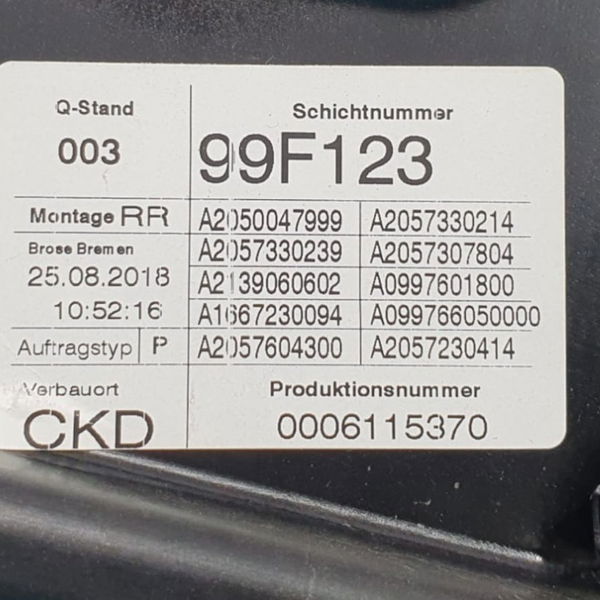 Q-Stand
003
Schichtnummer
99F123
Montage RR
A2050047999 A2057330214
Brose Bremen
A2057330239 A2057307804
25.08.2018
A2139060602 A0997601800
10:52:16
A1667230094 A099766050000
Auftragstyp P
A2057604300 A2057230414
Verbauort
CKD
Produktionsnummer
0006115370